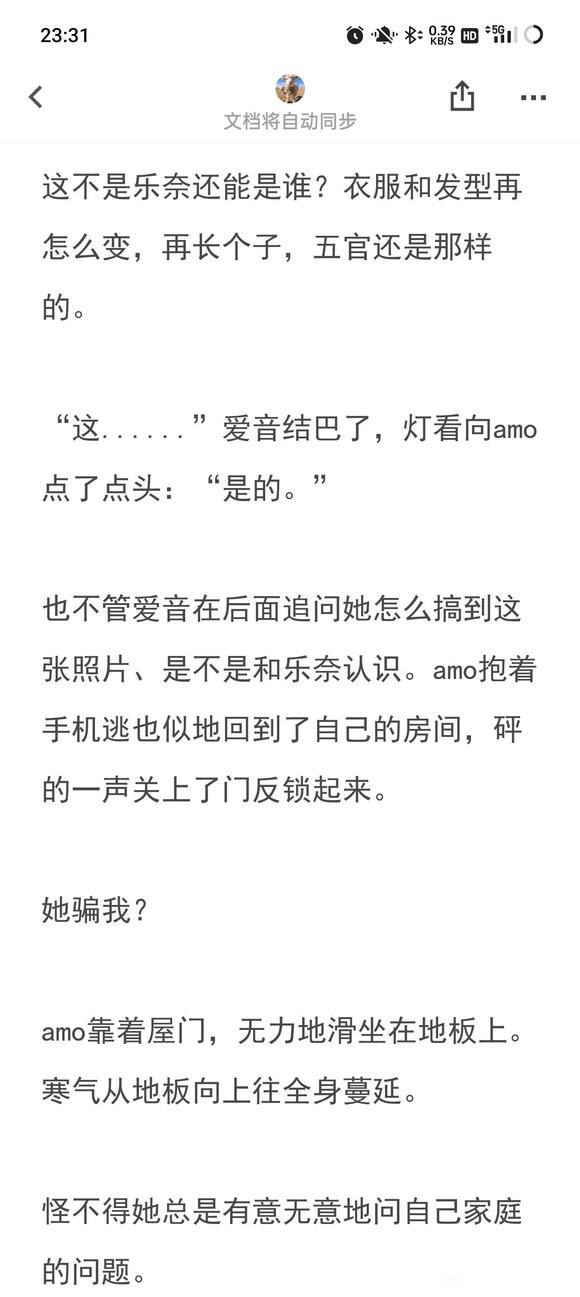 23:31
0.39 KB/S HD 5G
文档将自动同步
这不是乐奈还能是谁？衣服和发型再
怎么变，再长个子，五官还是那样
的。
“这......”爱音结巴了，灯看向amo
点了点头：“是的。”
也不管爱音在后面追问她怎么搞到这
张照片、是不是和乐奈认识。amo抱着
手机逃也似地回到了自己的房间，砰
的一声关上了门反锁起来。
她骗我？
amo靠着屋门，无力地滑坐在地板上。
寒气从地板向上往全身蔓延。
怪不得她总是有意无意地问自己家庭
的问题。